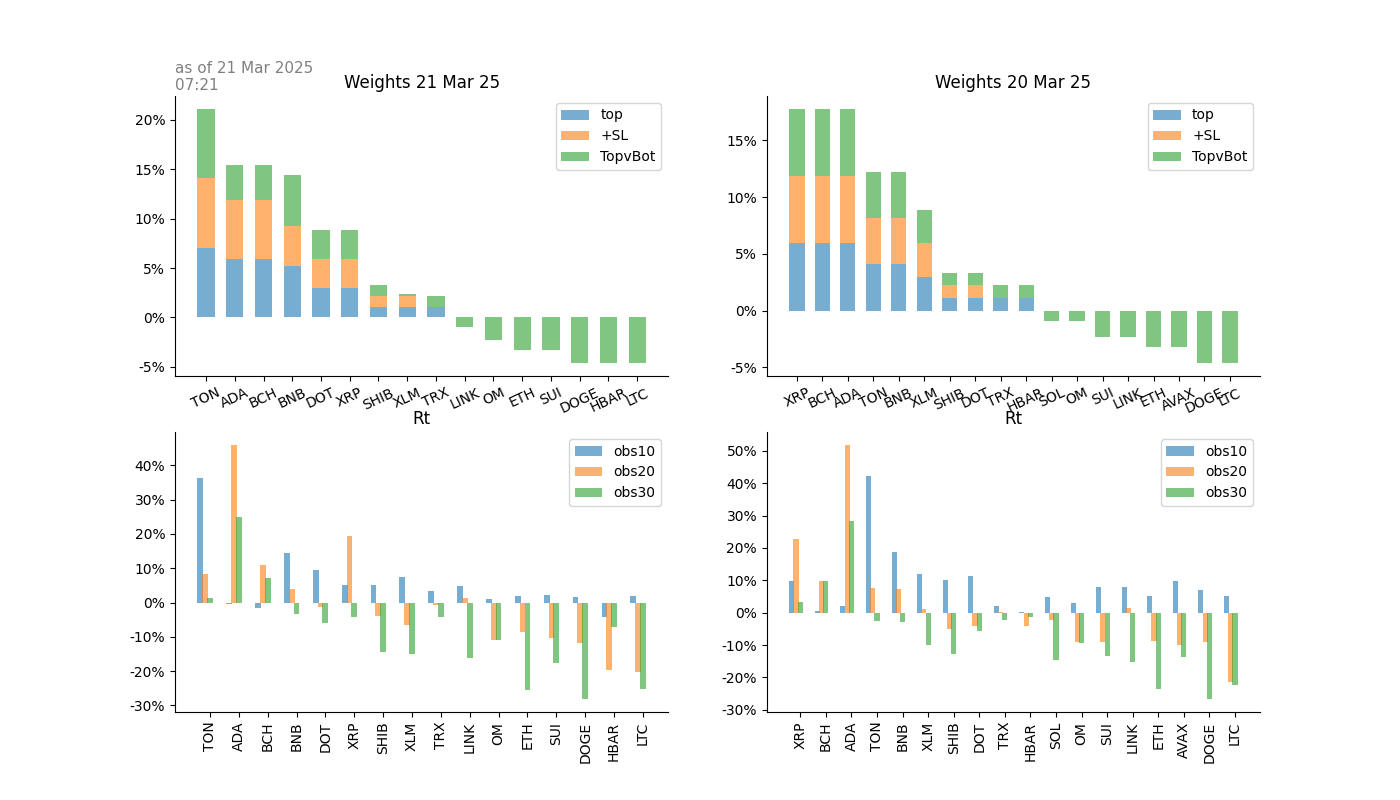 as of 21 Mar 2025
07:21
Weights 21 Mar 25
20%
15%
10%
5%
0%
-5%
top
+SL
TopvBot
TON ADA BCH BNB DOT XRP SHIB XLM TRX LINK OM ETH SUI DOGE HBAR LTC
Weights 20 Mar 25
15%
10%
5%
0%
-5%
top
+SL
TopvBot
XRP BCH ADA TON BNB XLM SHIB DOT TRX HBAR SOL OM SUI LINK ETH AVAX DOGE LTC
Rt
40%
30%
20%
10%
0%
-10%
-20%
-30%
obs10
obs20
obs30
TON ADA BCH BNB DOT XRP SHIB XLM TRX LINK OM ETH SUI DOGE HBAR LTC
Rt
50%
40%
30%
20%
10%
0%
-10%
-20%
-30%
obs10
obs20
obs30
XRP BCH ADA TON BNB XLM SHIB DOT TRX HBAR SOL OM SUI LINK ETH AVAX DOGE LTC